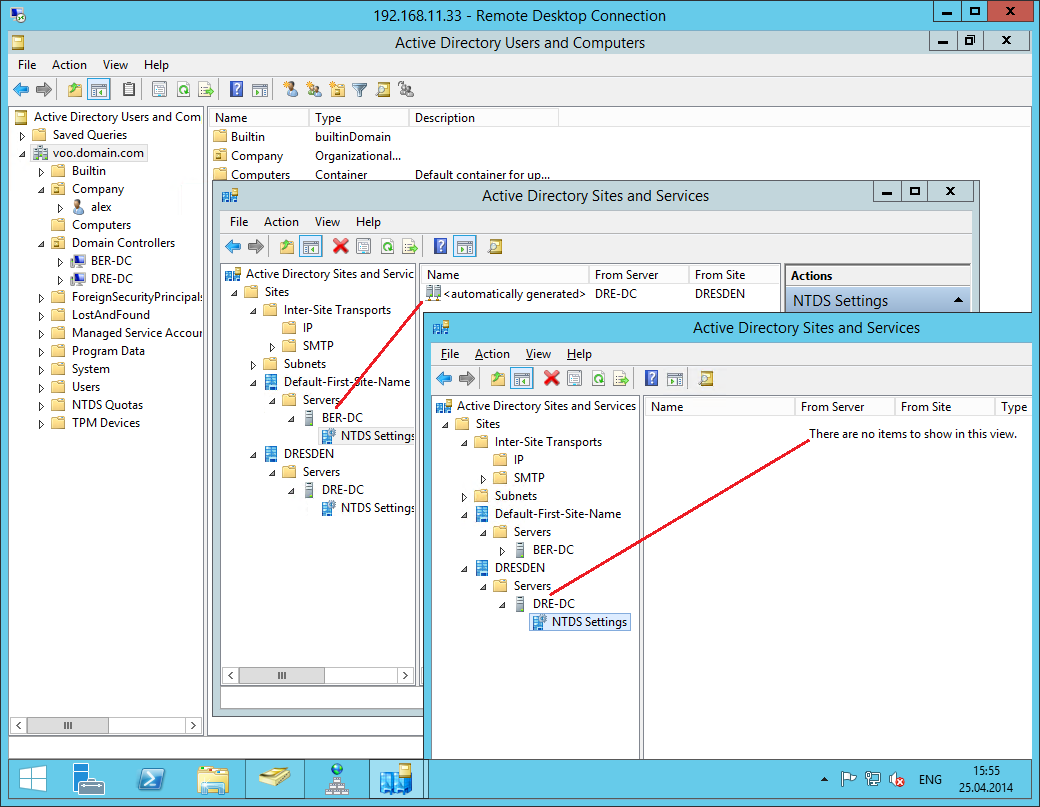 192.168.11.33 - Remote Desktop Connection
Active Directory Users and Computers
File Action View Help
Active Directory Users and Com
Saved Queries
voo.domain.com
Builtin
Company
alex
Computers
Domain Controllers
BER-DC
DRE-DC
ForeignSecurityPrincipals
LostAndFound
Managed Service Accour
Program Data
System
Users
NTDS Quotas
TPM Devices
Name Type Description
Builtin builtinDomain
Company Organizational...
Computers Container Default container for up...
Active Directory Sites and Services
File Action View Help
Active Directory Sites and Servic
Sites
Inter-Site Transports
IP
SMTP
Subnets
Default-First-Site-Name
Servers
BER-DC
NTDS Settings
DRESDEN
Servers
DRE-DC
NTDS Settings
Name From Server From Site
<automatically generated> DRE-DC DRESDEN
Actions
NTDS Settings
Active Directory Sites and Services
File Action View Help
Active Directory Sites and Services
Sites
Inter-Site Transports
IP
SMTP
Subnets
Default-First-Site-Name
Servers
BER-DC
DRESDEN
Servers
DRE-DC
NTDS Settings
Name From Server From Site Type
There are no items to show in this view.
ENG
15:55
25.04.2014